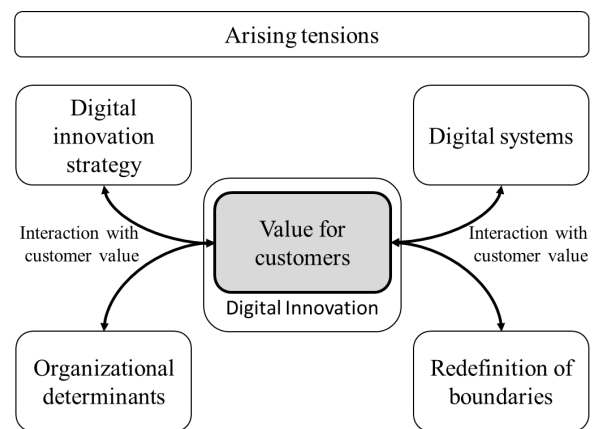 Arising tensions
Digital
innovation
strategy
Digital systems
Interaction with
customer value
Value for
customers
Interaction with
customer value
Digital Innovation
Organizational
determinants
Redefinition of
boundaries